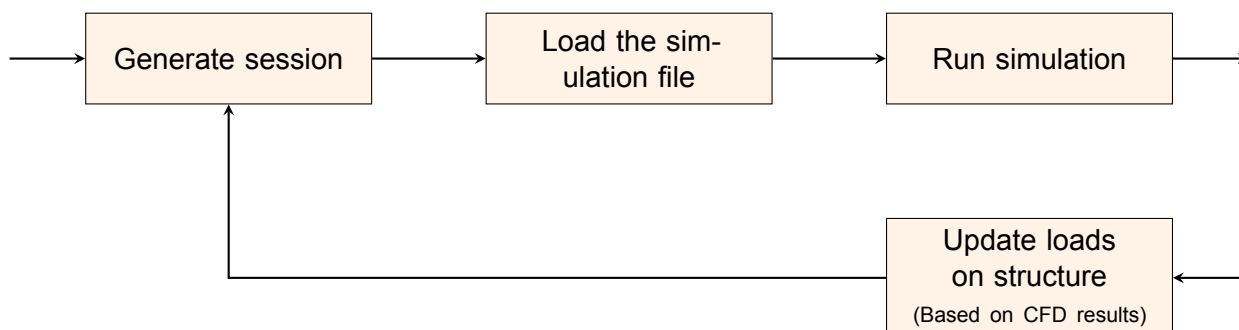 Generate session
Load the sim-
ulation file
Run simulation
Update loads
on structure
(Based on CFD results)